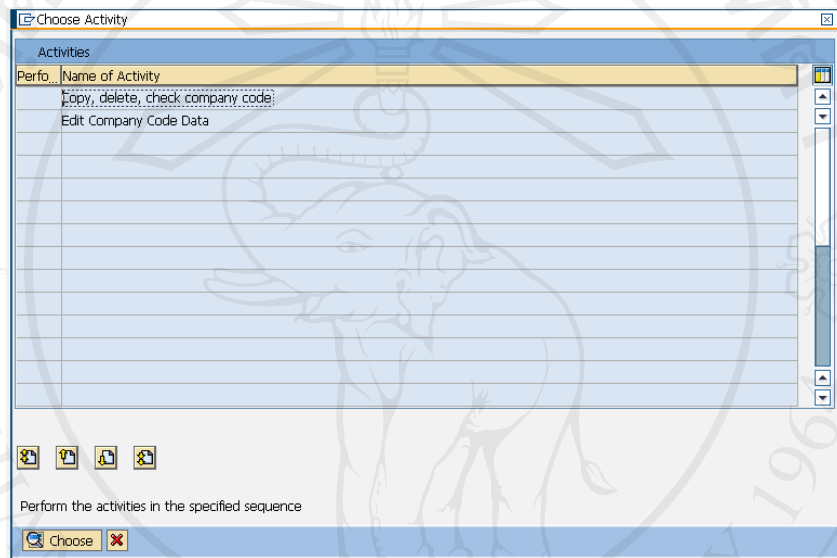 Choose Activity
Activities
Perfo... Name of Activity
Copy, delete, check company code
Edit Company Code Data
Perform the activities in the specified sequence
Choose
1964